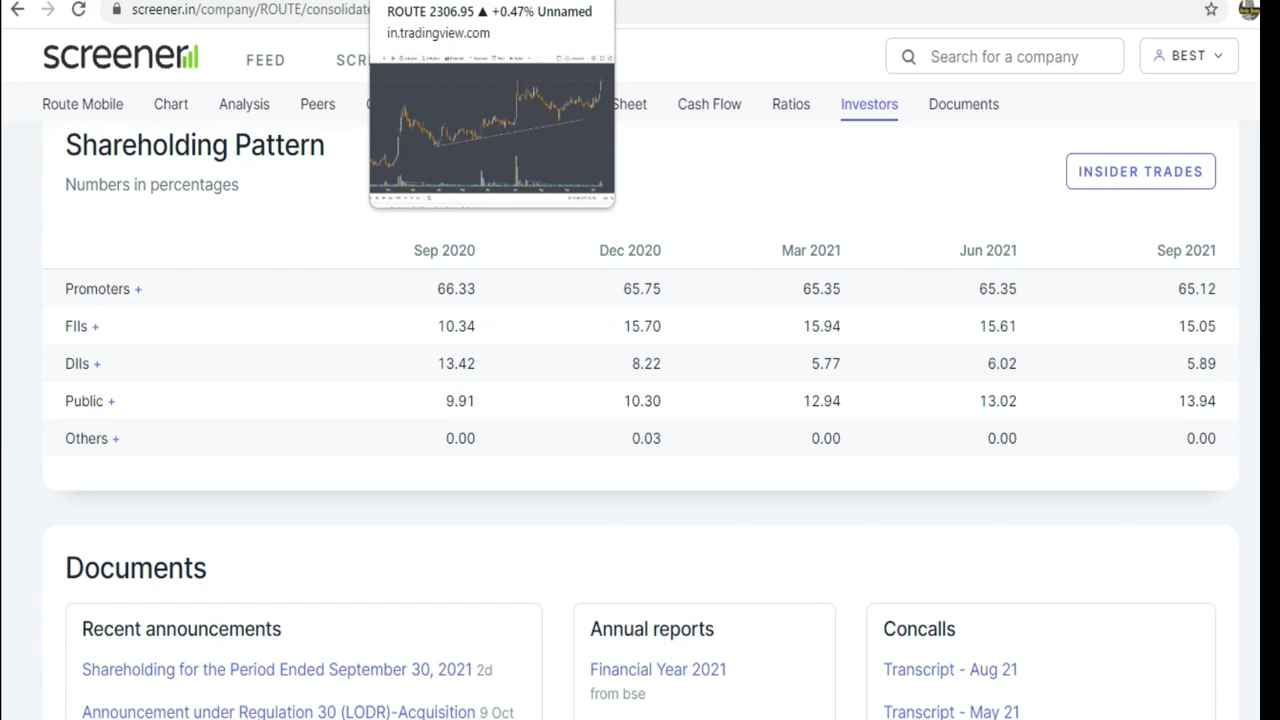 screener.in/company/ROUTE/consolidate
ROUTE 2306.95 ▲ +0.47% Unnamed
in.tradingview.com
screener
FEED
SCR
Search for a company
BEST
Route Mobile Chart Analysis Peers Sheet Cash Flow Ratios Investors Documents
Shareholding Pattern
Numbers in percentages
INSIDER TRADES
Sep 2020 Dec 2020 Mar 2021 Jun 2021 Sep 2021
Promoters + 66.33 65.75 65.35 65.35 65.12
FIIs + 10.34 15.70 15.94 15.61 15.05
DIIs + 13.42 8.22 5.77 6.02 5.89
Public + 9.91 10.30 12.94 13.02 13.94
Others + 0.00 0.03 0.00 0.00 0.00
Documents
Recent announcements
Shareholding for the Period Ended September 30, 2021 2d
Announcement under Regulation 30 (LODR)-Acquisition 9 Oct
Annual reports
Financial Year 2021
from bse
Concalls
Transcript - Aug 21
Transcript - May 21